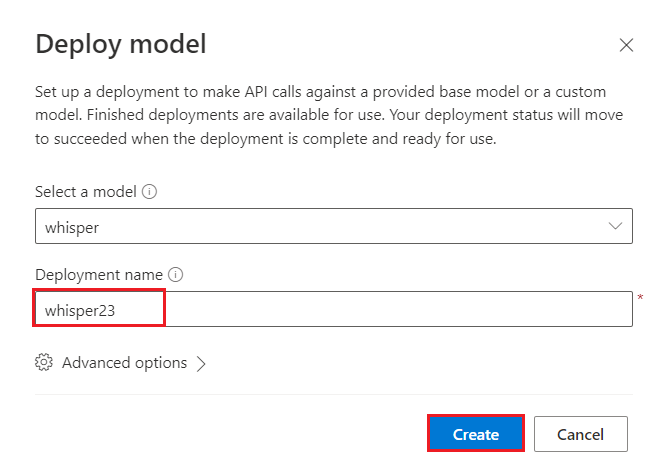 Deploy model
Set up a deployment to make API calls against a provided base model or a custom
model. Finished deployments are available for use. Your deployment status will move
to succeeded when the deployment is complete and ready for use.
Select a model
whisper
Deployment name
whisper23
*
Advanced options
Create Cancel